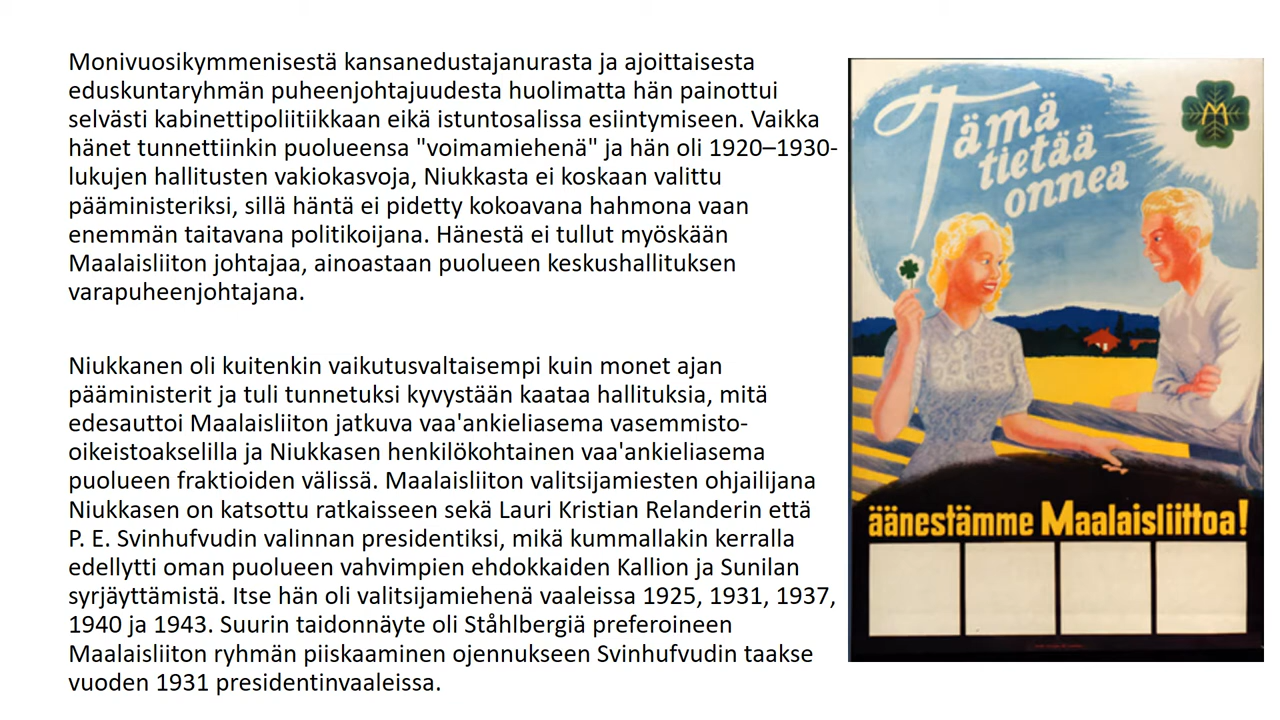 Monivuosikymmenisestä kansanedustajanurasta ja ajoittaisesta
eduskuntaryhmän puheenjohtajuudesta huolimatta hän painottui
selvästi kabinettipoliitiikkaan eikä istuntosalissa esiintymiseen. Vaikka
hänet tunnettiinkin puolueensa "voimamiehenä" ja hän oli 1920–1930-
lukujen hallitusten vakiokasvoja, Niukkasta ei koskaan valittu
pääministeriksi, sillä häntä ei pidetty kokoavana hahmona vaan
enemmän taitavana politikoijana. Hänestä ei tullut myöskään
Maalaisliiton johtajaa, ainoastaan puolueen keskushallituksen
varapuheenjohtajana.
Niukkanen oli kuitenkin vaikutusvaltaisempi kuin monet ajan
pääministerit ja tuli tunnetuksi kyvystään kaataa hallituksia, mitä
edesauttoi Maalaisliiton jatkuva vaa'ankieliasema vasemmisto-
oikeistoakselilla ja Niukkasen henkilökohtainen vaa'ankieliasema
puolueen fraktioiden välissä. Maalaisliiton valitsijamiesten ohjailijana
Niukkasen on katsottu ratkaisseen sekä Lauri Kristian Relanderin että
P. E. Svinhufvudin valinnan presidentiksi, mikä kummallakin kerralla
edellytti oman puolueen vahvimpien ehdokkaiden Kallion ja Sunilan
syrjäyttämistä. Itse hän oli valitsijamiehenä vaaleissa 1925, 1931, 1937,
1940 ja 1943. Suurin taidonnäyte oli Ståhlbergiä preferoineen
Maalaisliiton ryhmän piiskaaminen ojennukseen Svinhufvudin taakse
vuoden 1931 presidentinvaaleissa.
Tämä
tietää
onnea
M
äänestämme Maalaisliittoa!